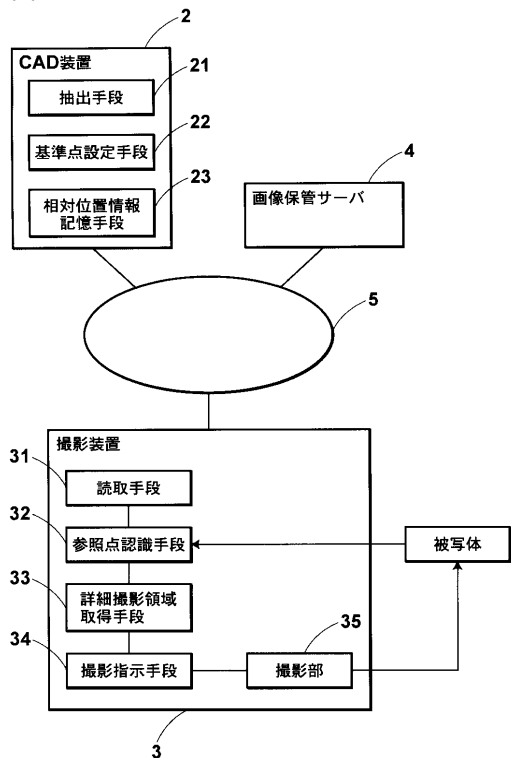 2
CAD装置
21
抽出手段
22
基準点設定手段
23
相対位置情報
記憶手段
4
画像保管サーバ
5
撮影装置
31
読取手段
32
参照点認識手段
被写体
33
詳細撮影領域
取得手段
34
撮影指示手段
35
撮影部
3